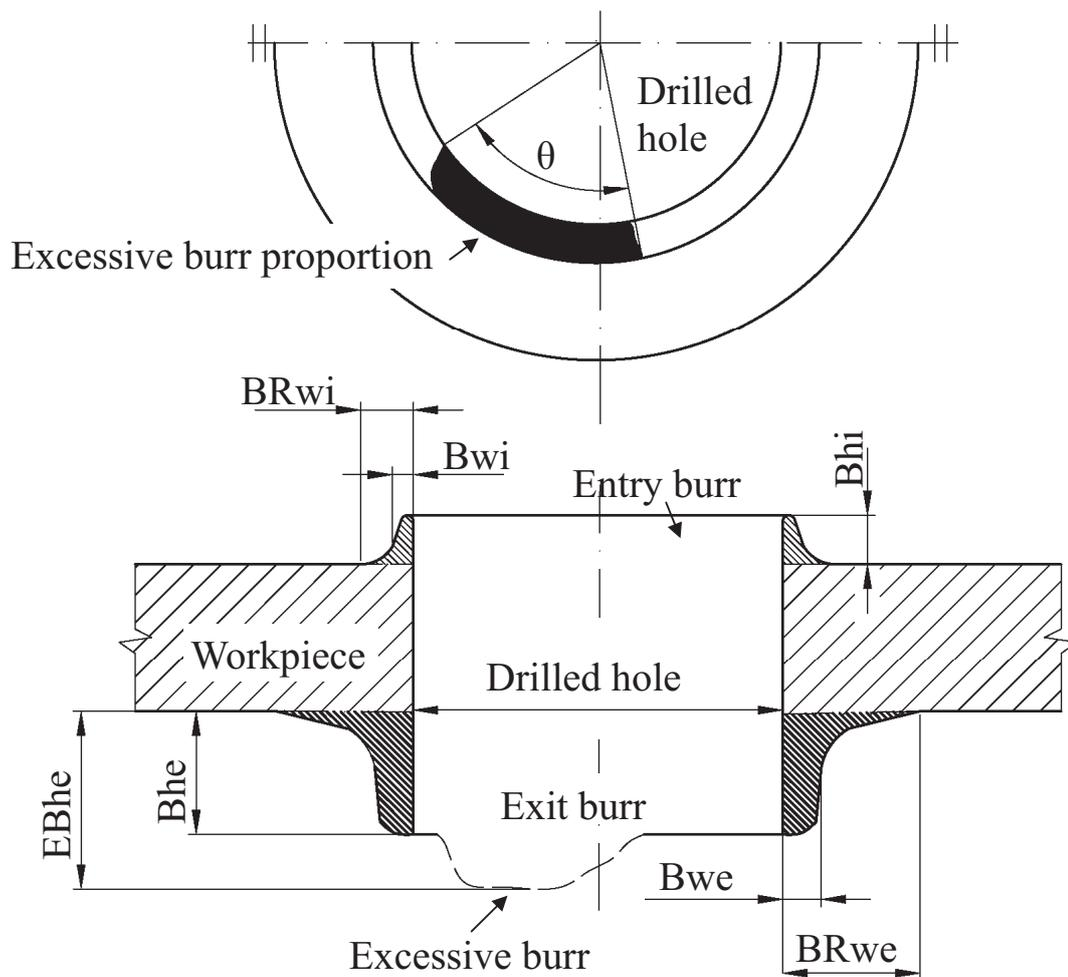 Drilled
hole
θ
Excessive burr proportion
BRwi
Bwi
Bhi
Entry burr
Workpiece
Drilled hole
EBhe
Bhe
Exit burr
Bwe
Excessive burr
BRwe